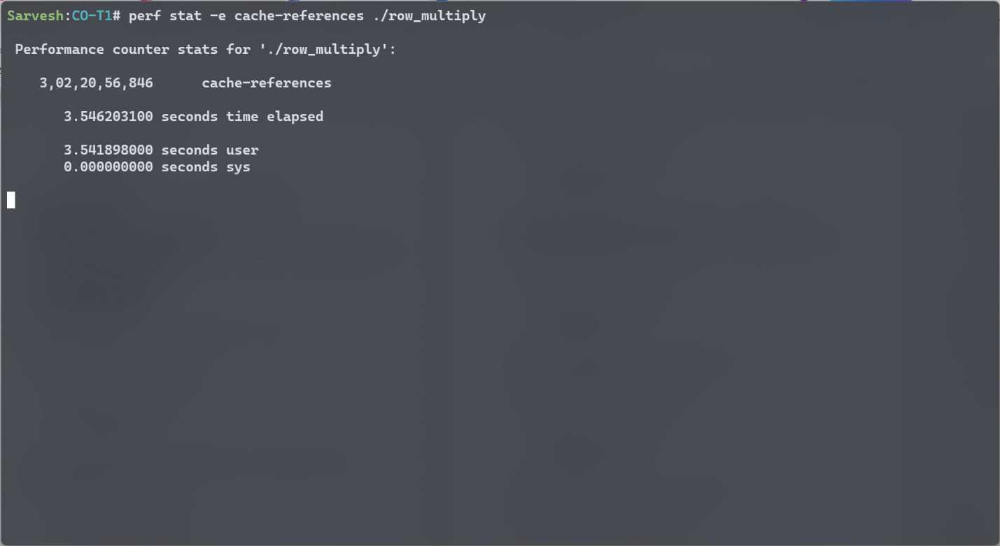 Sarvesh:CO-T1# perf stat -e cache-references ./row_multiply
Performance counter stats for './row_multiply':
3,02,20,56,846      cache-references
3.546203100 seconds time elapsed
3.541898000 seconds user
0.000000000 seconds sys